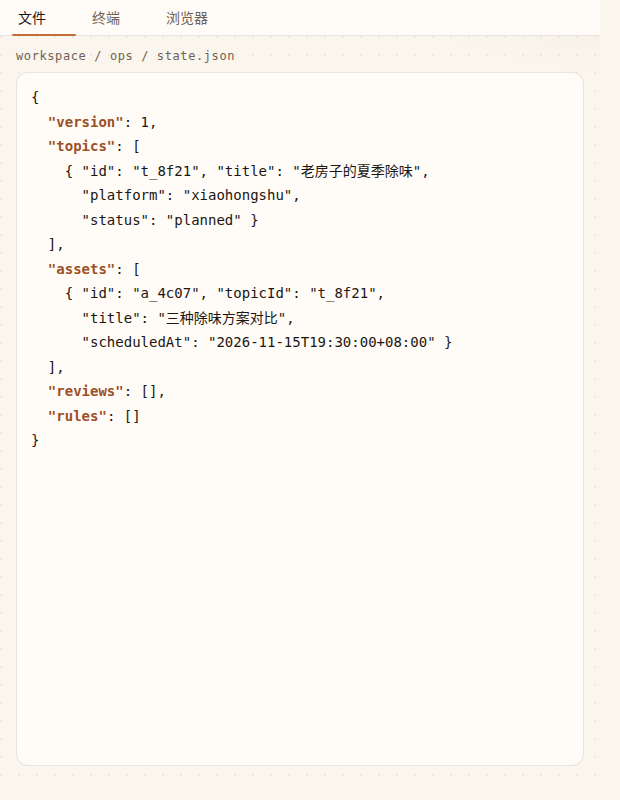 文件 终端 浏览器
workspace / ops / state.json
{
  "version": 1,
  "topics": [
    { "id": "t_8f21", "title": "老房子的夏季除味",
      "platform": "xiaohongshu",
      "status": "planned" }
  ],
  "assets": [
    { "id": "a_4c07", "topicId": "t_8f21",
      "title": "三种除味方案对比",
      "scheduledAt": "2026-11-15T19:30:00+08:00" }
  ],
  "reviews": [],
  "rules": []
}